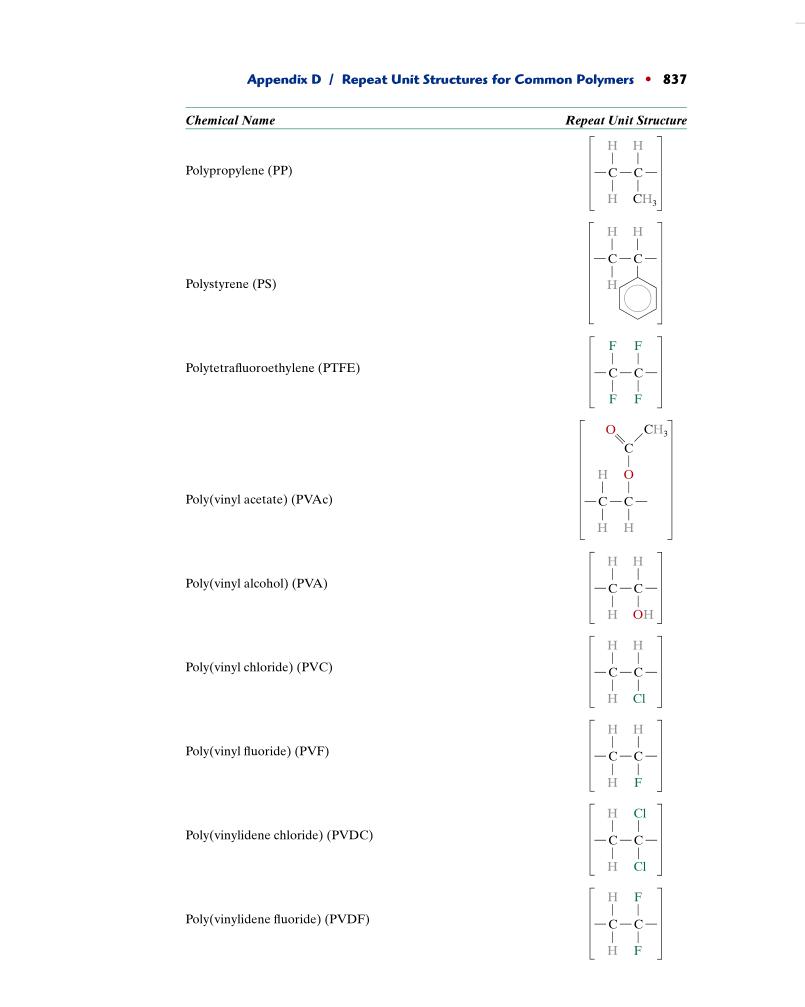 Appendix D / Repeat Unit Structures for Common Polymers • 837
Chemical Name Repeat Unit Structure
H H
Polypropylene (PP) C C
H CH3
H H
C C
Polystyrene (PS) H
F F
Polytetrafluoroethylene (PTFE) C C
F F
O CH3
C
H O
Poly(vinyl acetate) (PVAc) C C
H H
H H
Poly(vinyl alcohol) (PVA) C C
H OH
H H
Poly(vinyl chloride) (PVC) C C
H Cl
H H
Poly(vinyl fluoride) (PVF) C C
H F
H Cl
Poly(vinylidene chloride) (PVDC) C C
H Cl
H F
Poly(vinylidene fluoride) (PVDF) C C
H F